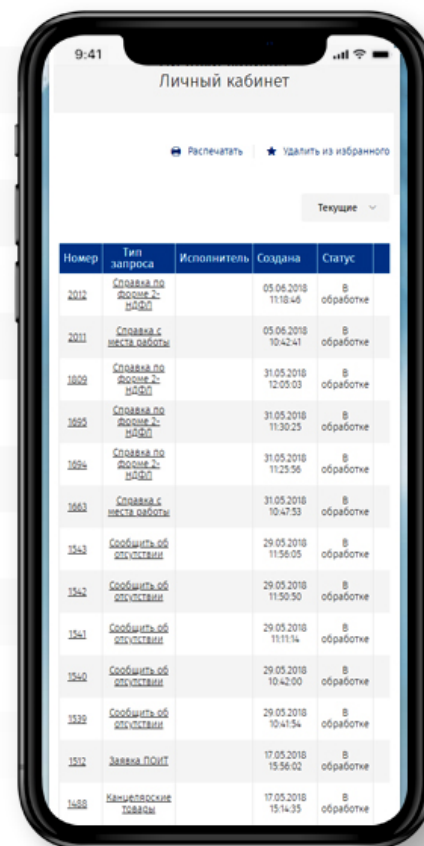 9:41
Личный кабинет
Распечатать Удалить из избранного
Текущие
Номер Тип запроса Исполнитель Создана Статус
2012 Справка по форме 2-НДФЛ 05.06.2018 11:18:46 В обработке
2011 Справка с места работы 05.06.2018 10:42:41 В обработке
1809 Справка по форме 2-НДФЛ 31.05.2018 12:05:03 В обработке
1695 Справка по форме 2-НДФЛ 31.05.2018 11:30:25 В обработке
1694 Справка по форме 2-НДФЛ 31.05.2018 11:25:56 В обработке
1663 Справка с места работы 31.05.2018 10:47:53 В обработке
1543 Сообщить об отсутствии 29.05.2018 11:56:05 В обработке
1542 Сообщить об отсутствии 29.05.2018 11:50:50 В обработке
1541 Сообщить об отсутствии 29.05.2018 11:11:14 В обработке
1540 Сообщить об отсутствии 29.05.2018 10:42:00 В обработке
1539 Сообщить об отсутствии 29.05.2018 10:41:54 В обработке
1512 Заявка ПОИТ 17.05.2018 15:56:02 В обработке
1488 Канцелярские товары 17.05.2018 15:14:35 В обработке